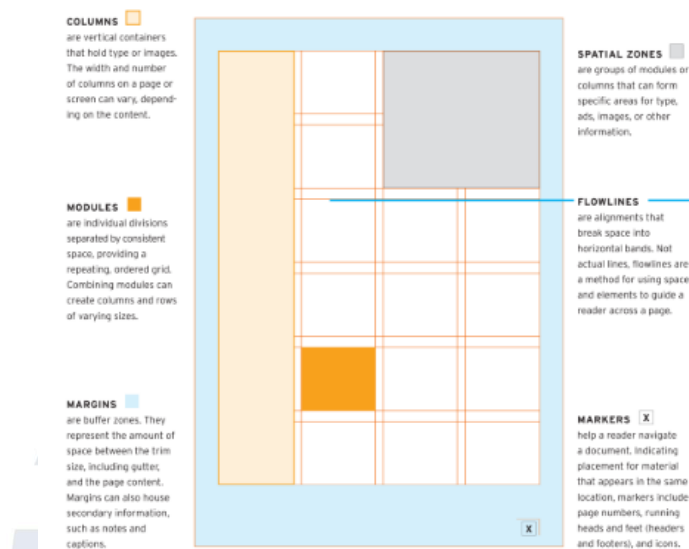 COLUMNS
are vertical containers
that hold type or images.
The width and number
of columns on a page or
screen can vary, depend-
ing on the content.
MODULES
are individual divisions
separated by consistent
space, providing a
repeating, ordered grid.
Combining modules can
create columns and rows
of varying sizes.
MARGINS
are buffer zones. They
represent the amount of
space between the trim
size, including gutter,
and the page content.
Margins can also house
secondary information,
such as notes and
captions.
X
SPATIAL ZONES
are groups of modules or
columns that can form
specific areas for type,
ads, images, or other
information.
FLOWLINES
are alignments that
break space into
horizontal bands. Not
actual lines, flowlines are
a method for using space
and elements to guide a
reader across a page.
MARKERS X
help a reader navigate
a document. Indicating
placement for material
that appears in the same
location, markers include
page numbers, running
heads and feet (headers
and footers), and icons.